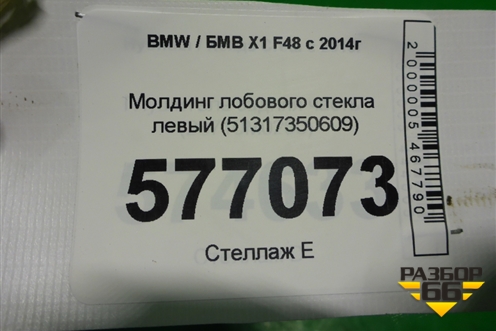 BMW / БМВ X1 F48 с 2014г
Молдинг лобового стекла
левый (51317350609)
577073
Стеллаж Е
2000005467790
РАЗБОР
66